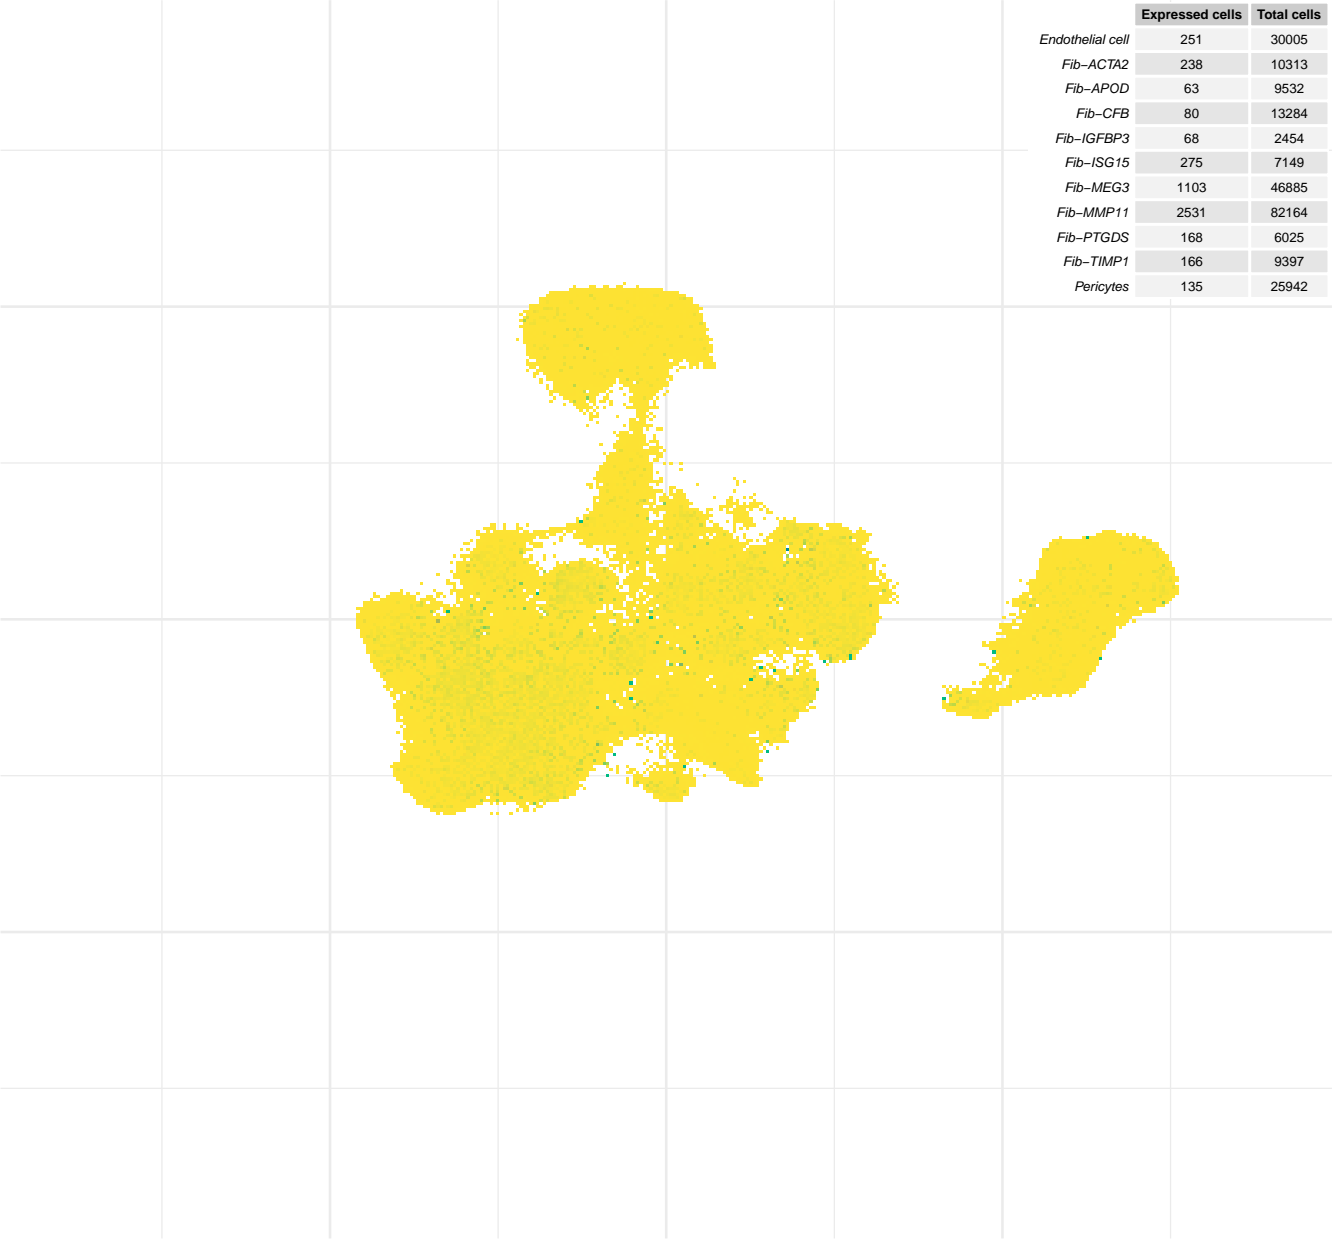 Expressed cells Total cells
Endothelial cell 251 30005
Fib−ACTA2 238 10313
Fib−APOD 63 9532
Fib−CFB 80 13284
Fib−IGFBP3 68 2454
Fib−ISG15 275 7149
Fib−MEG3 1103 46885
Fib−MMP11 2531 82164
Fib−PTGDS 168 6025
Fib−TIMP1 166 9397
Pericytes 135 25942